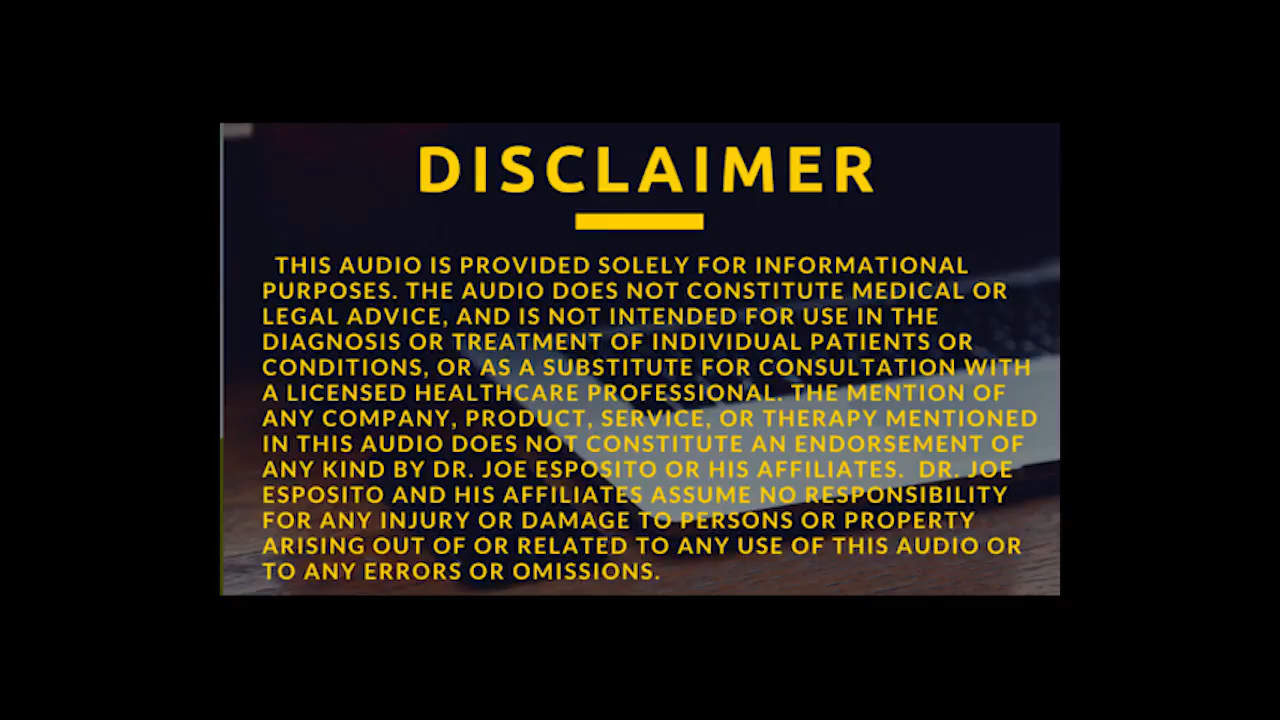 DISCLAIMER
THIS AUDIO IS PROVIDED SOLELY FOR INFORMATIONAL
PURPOSES. THE AUDIO DOES NOT CONSTITUTE MEDICAL OR
LEGAL ADVICE, AND IS NOT INTENDED FOR USE IN THE
DIAGNOSIS OR TREATMENT OF INDIVIDUAL PATIENTS OR
CONDITIONS, OR AS A SUBSTITUTE FOR CONSULTATION WITH
A LICENSED HEALTHCARE PROFESSIONAL. THE MENTION OF
ANY COMPANY, PRODUCT, SERVICE, OR THERAPY MENTIONED
IN THIS AUDIO DOES NOT CONSTITUTE AN ENDORSEMENT OF
ANY KIND BY DR. JOE ESPOSITO OR HIS AFFILIATES. DR. JOE
ESPOSITO AND HIS AFFILIATES ASSUME NO RESPONSIBILITY
FOR ANY INJURY OR DAMAGE TO PERSONS OR PROPERTY
ARISING OUT OF OR RELATED TO ANY USE OF THIS AUDIO OR
TO ANY ERRORS OR OMISSIONS.